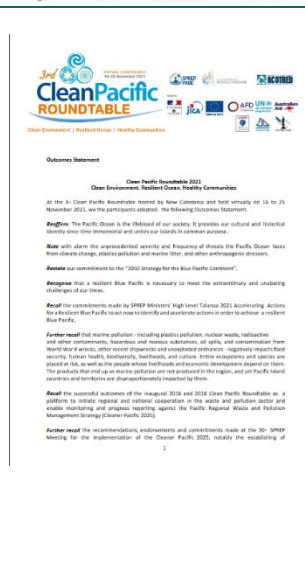 3rd
VIRTUAL CONFERENCE
16-25 November 2021
CleanPacific
ROUNDTABLE
Clean Environment | Resilient Ocean | Healthy Communities
SPREP
PROE
ACOTRED
jica
AFD
UN
Australian
Aid
Outcomes Statement
Clean Pacific Roundtable 2021
Clean Environment, Resilient Ocean, Healthy Communities
At the 3rd Clean Pacific Roundtable hosted by New Caledonia and held virtually on 16 to 25
November 2021, we the participants adopted the following Outcomes Statement.
Reaffirm: The Pacific Ocean is the lifeblood of our society. It provides our cultural and historical
identity since time immemorial and unites our islands in common purpose.
Note with alarm the unprecedented severity and frequency of threats the Pacific Ocean faces
from climate change, plastics pollution and marine litter, and other anthropogenic stressors.
Restate our commitment to the "2050 Strategy for the Blue Pacific Continent".
Recognise that a resilient Blue Pacific is necessary to meet the extraordinary and unabating
challenges of our times.
Recall the commitments made by SPREP Ministers' High Level Talanoa 2021 Accelerating Actions
for a Resilient Blue Pacific to act now to identify and accelerate actions in order to achieve a resilient
Blue Pacific.
Further recall that marine pollution - including plastics pollution, nuclear waste, radioactive
and other contaminants, hazardous and noxious substances, oil spills, and contamination from
World War II wrecks, other recent shipwrecks and unexploded ordnances - negatively impacts food
security, human health, biodiversity, livelihoods, and culture. Entire ecosystems and species are
placed at risk, as well as the people whose livelihoods and economic development depend on them.
The products that end up as marine pollution are not produced in the region, and yet Pacific Island
countries and territories are disproportionately impacted by them.
Recall the successful outcomes of the inaugural 2016 and 2018 Clean Pacific Roundtable as a
platform to initiate regional and national cooperation in the waste and pollution sector and
enable monitoring and progress reporting against the Pacific Regional Waste and Pollution
Management Strategy (Cleaner Pacific 2025).
Further recall the recommendations, endorsements and commitments made at the 30th SPREP
Meeting for the Implementation of the Cleaner Pacific 2025, notably the establishing of
1